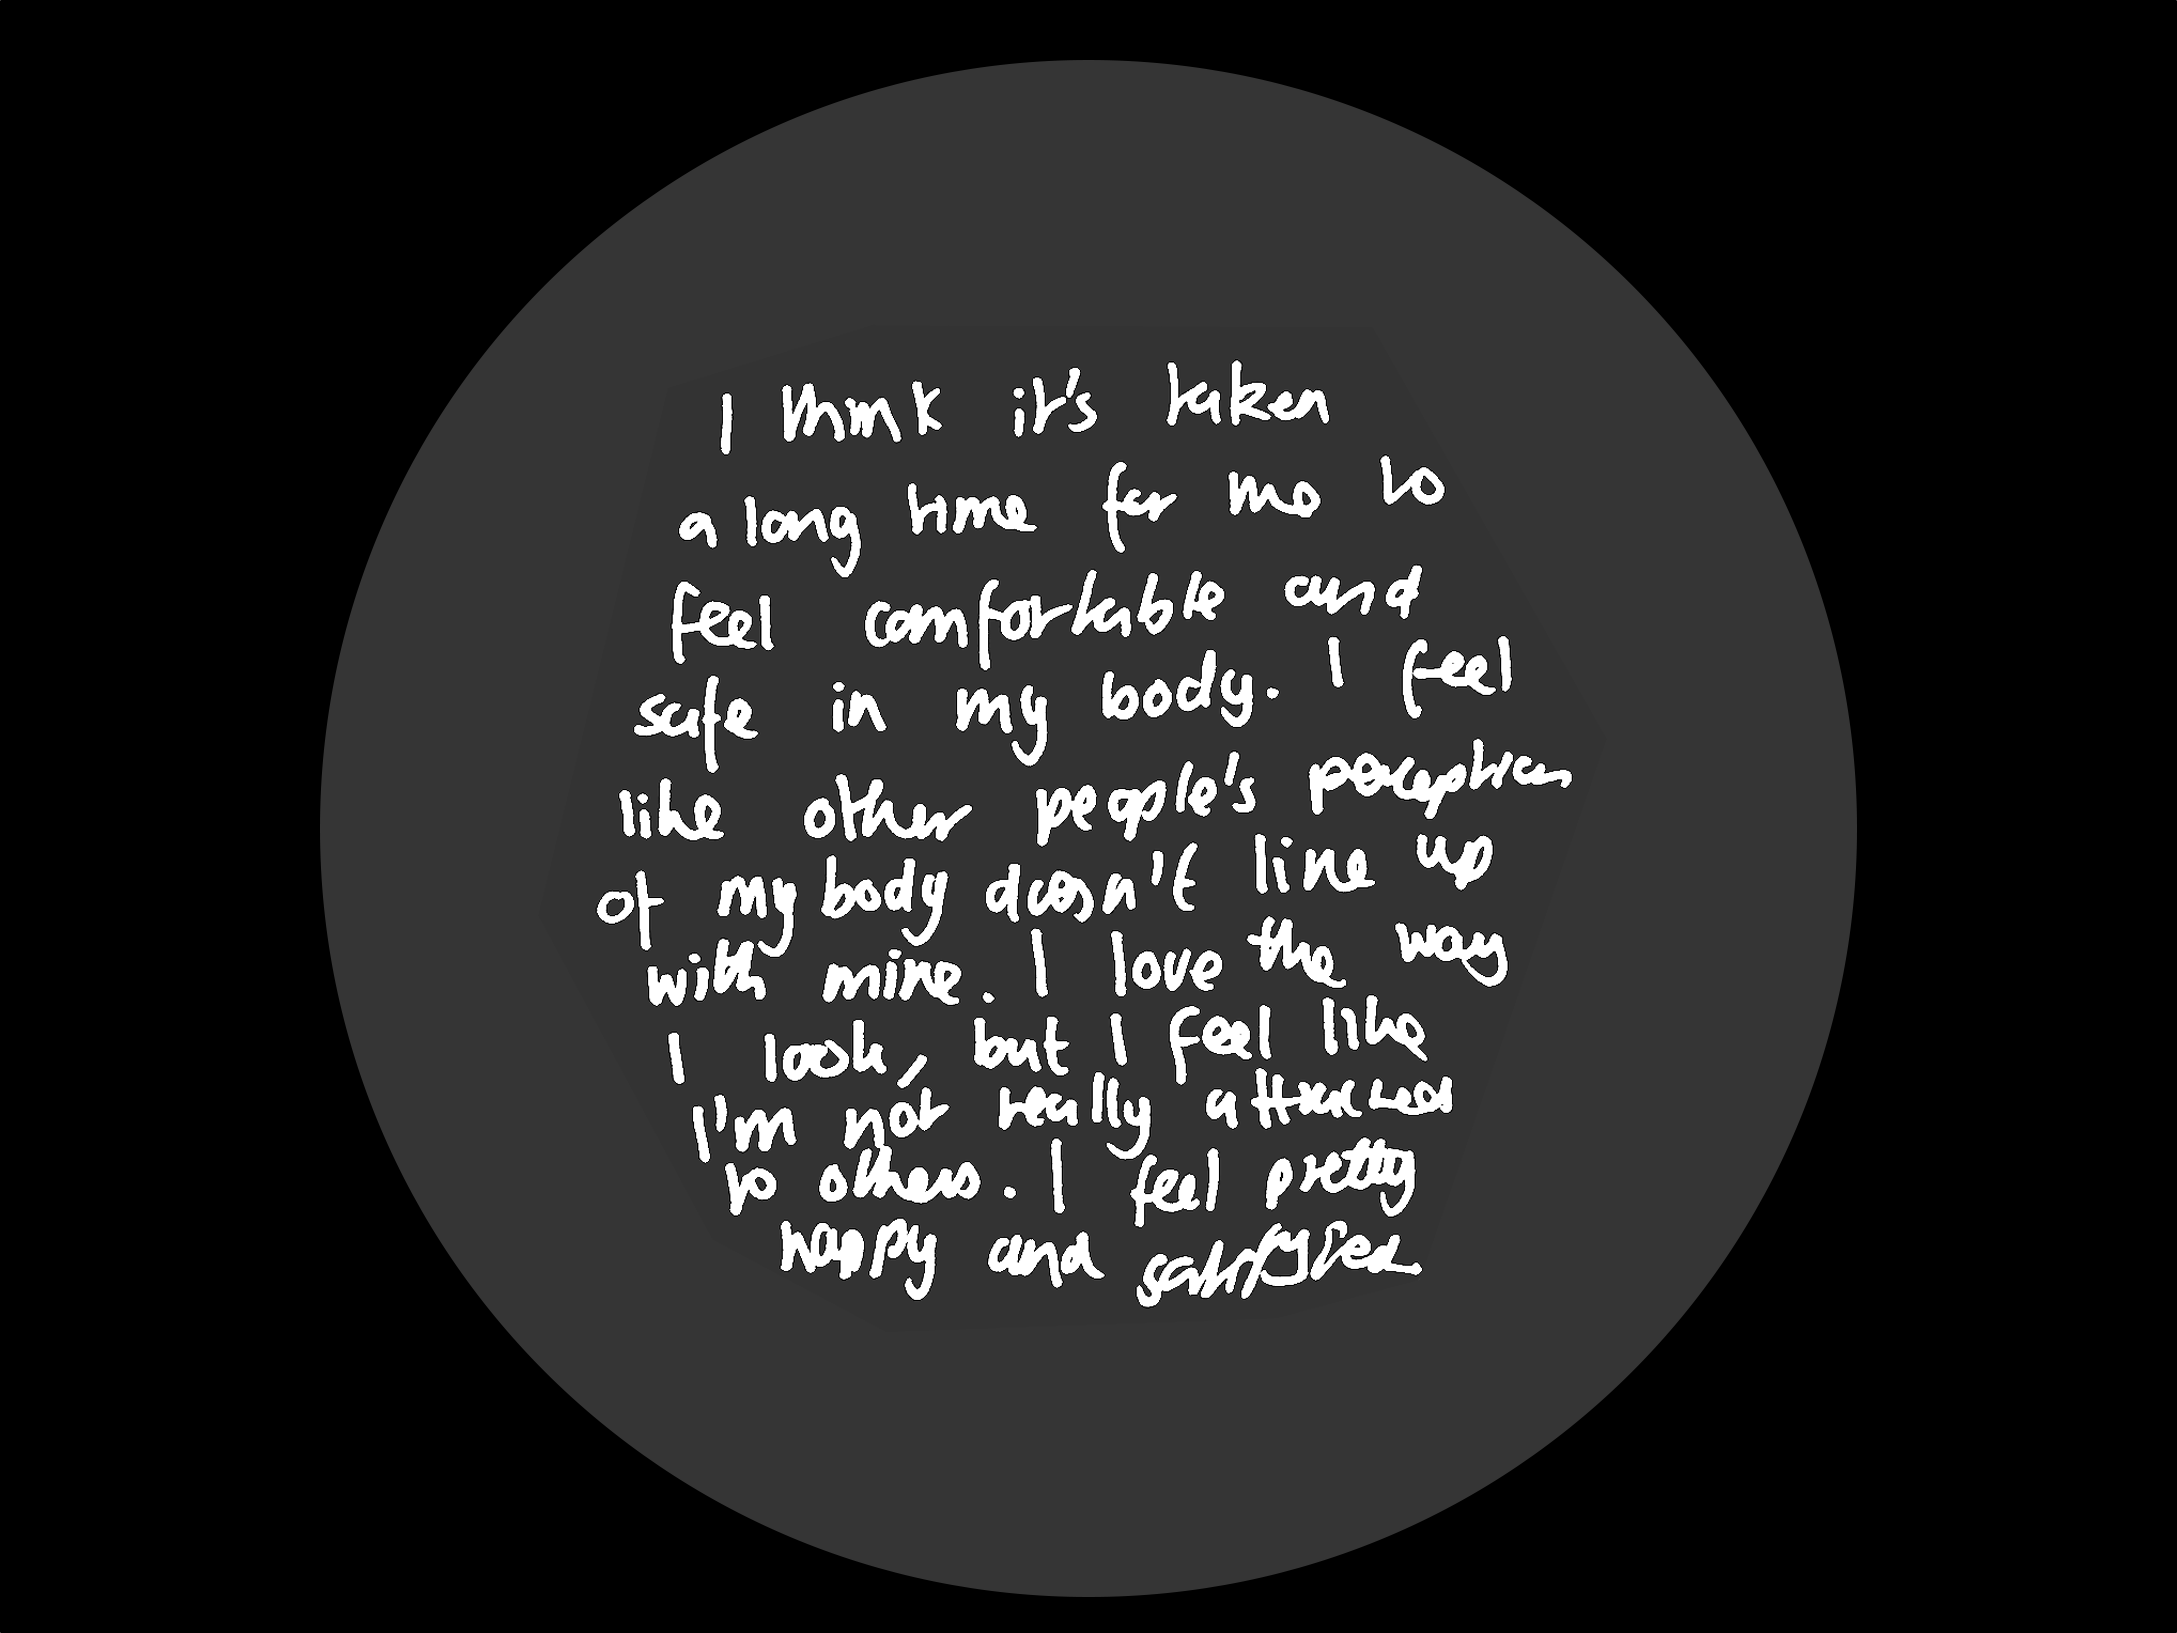 I think it's taken
a long time for me to
feel comfortable and
safe in my body. I feel
like other people's perception
of my body doesn't line up
with mine. I love the way
I look, but I feel like
I'm not really attracted
to others. I feel pretty
happy and satisfied